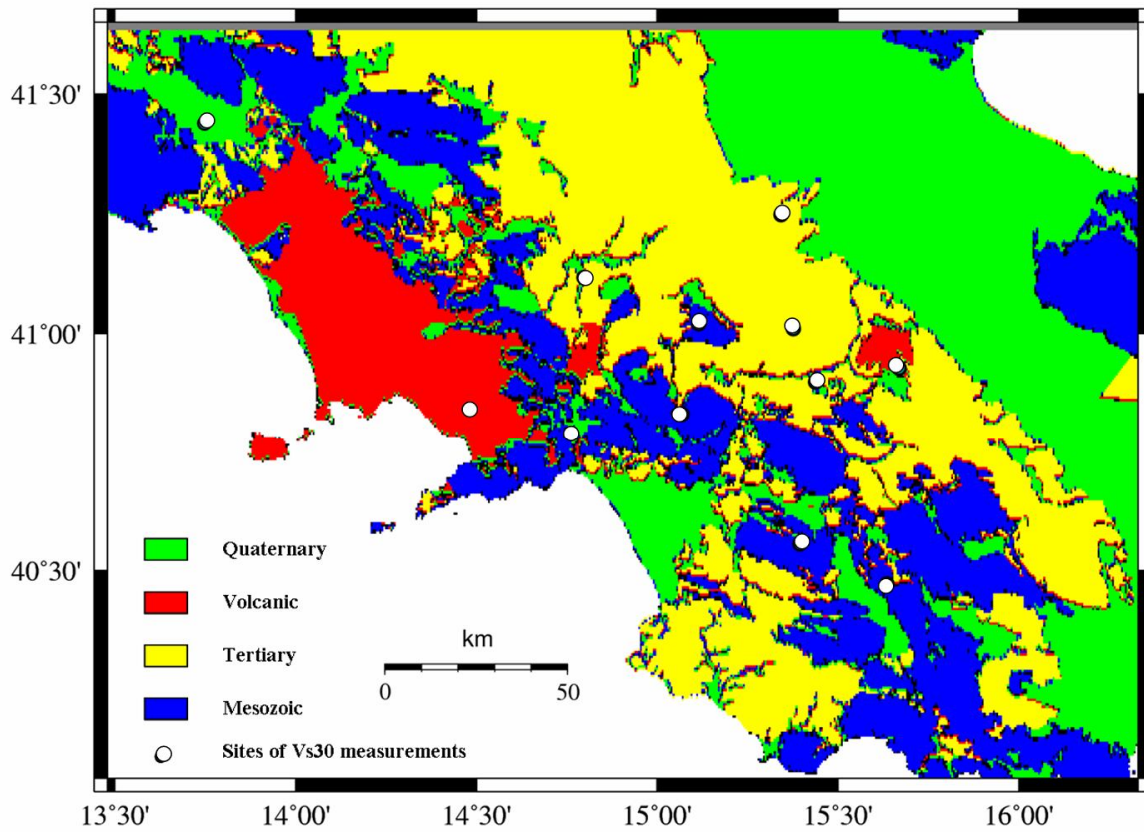 41°30'
41°00'
40°30'
Quaternary
Volcanic
Tertiary
Mesozoic
Sites of Vs30 measurements
km
0 50
13°30' 14°00' 14°30' 15°00' 15°30' 16°00'